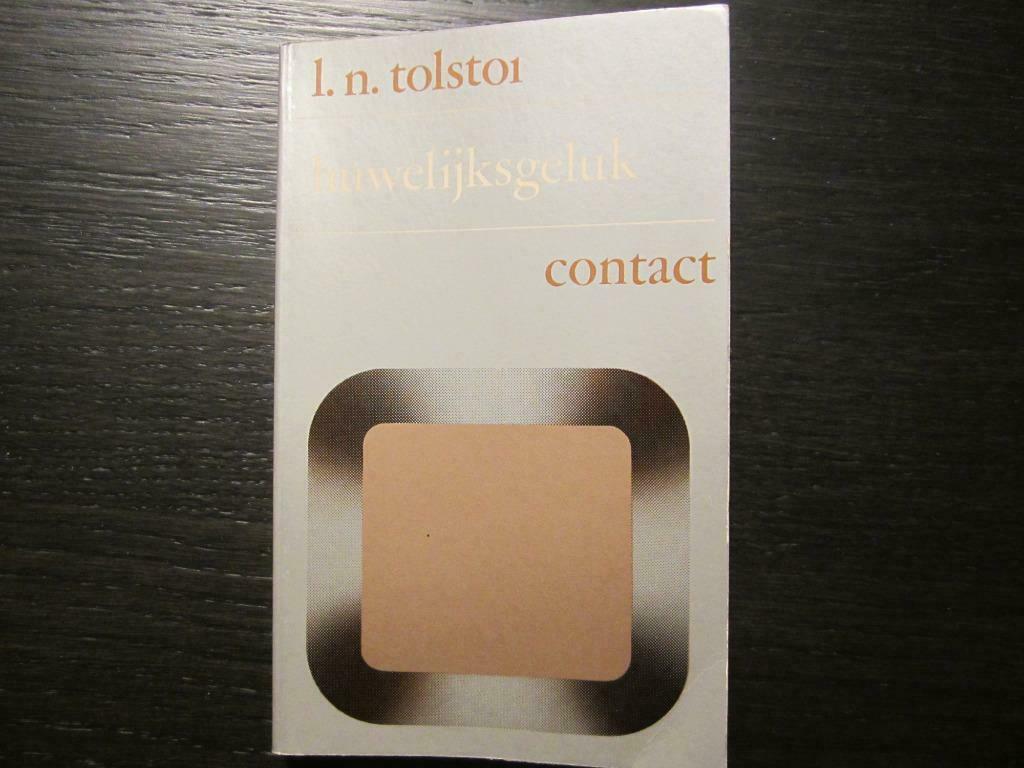 l. n. tolstoi
huwelijksgeluk
contact